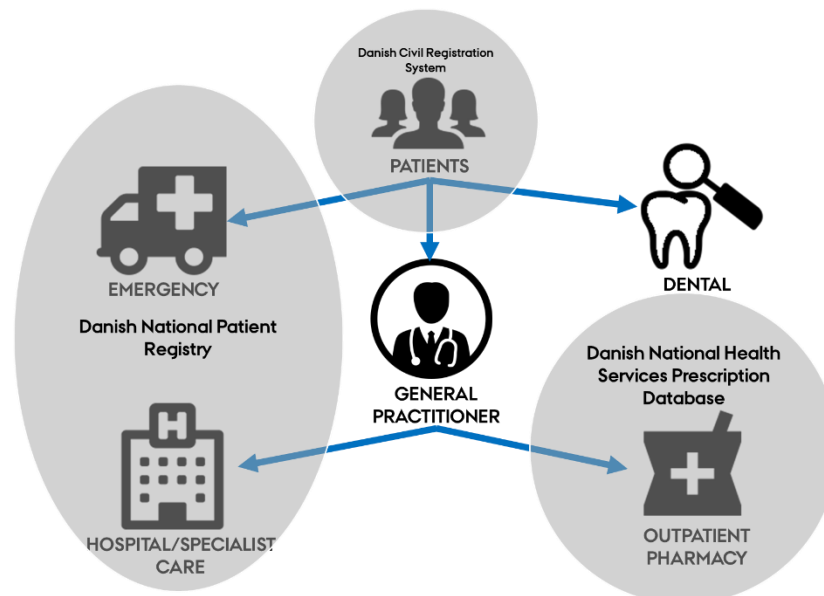 Danish Civil Registration
System
PATIENTS
EMERGENCY
DENTAL
Danish National Patient
Registry
GENERAL
PRACTITIONER
Danish National Health
Services Prescription
Database
H
HOSPITAL/SPECIALIST
CARE
OUTPATIENT
PHARMACY